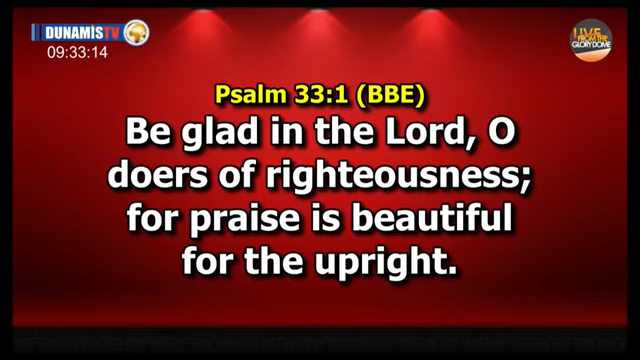 DUNAMIS TV
09:33:14
LIVE
FROM THE
GLORY DOME
Psalm 33:1 (BBE)
Be glad in the Lord, O
doers of righteousness;
for praise is beautiful
for the upright.